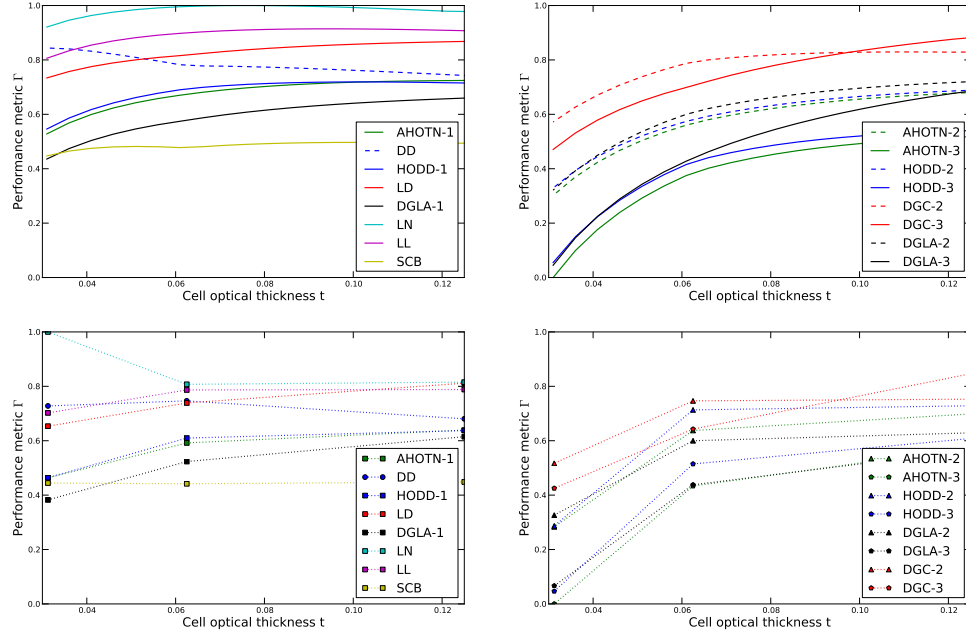 Performance metric Γ
1.0
0.8
0.6
0.4
0.2
0.0
0.04
0.06
0.08
0.10
0.12
Cell optical thickness t
AHOTN-1
DD
HODD-1
LD
DGLA-1
LN
LL
SCB
Performance metric Γ
1.0
0.8
0.6
0.4
0.2
0.0
0.04
0.06
0.08
0.10
0.12
Cell optical thickness t
AHOTN-2
AHOTN-3
HODD-2
HODD-3
DGC-2
DGC-3
DGLA-2
DGLA-3
Performance metric Γ
1.0
0.8
0.6
0.4
0.2
0.0
0.04
0.06
0.08
0.10
0.12
Cell optical thickness t
AHOTN-1
DD
HODD-1
LD
DGLA-1
LN
LL
SCB
Performance metric Γ
1.0
0.8
0.6
0.4
0.2
0.0
0.04
0.06
0.08
0.10
0.12
Cell optical thickness t
AHOTN-2
AHOTN-3
HODD-2
HODD-3
DGLA-2
DGLA-3
DGC-2
DGC-3